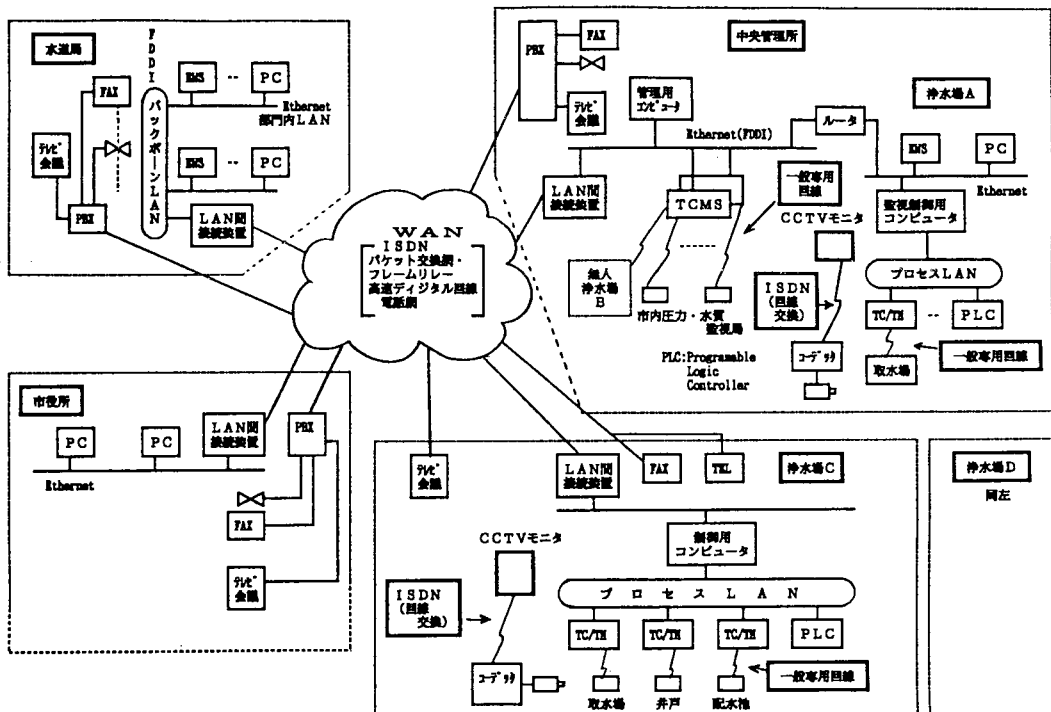 水道局
FDDI
バックボーンLAN
FAX
EWS
PC
Ethernet
部門内LAN
EWS
PC
テレビ
会議
PBX
LAN間
接続装置
WAN
ISDN
パケット交換網・
フレームリレー
高速ディジタル回線
電話網
PBX
FAX
テレビ
会議
中央管理所
管理用
コンピュータ
Ethernet(FDDI)
ルータ
浄水場A
EWS
PC
Ethernet
LAN間
接続装置
TCMS
一般専用
回線
CCTVモニタ
監視制御用
コンピュータ
無人
浄水場
B
市内圧力・水質
監視局
ISDN
(回線
交換)
プロセスLAN
TC/TM
--
PLC
PLC:Programable
Logic
Controller
コーデック
取水場
一般専用回線
市役所
PC
PC
LAN間
接続装置
PBX
Ethernet
FAX
テレビ
会議
テレビ
会議
LAN間
接続装置
FAX
TEL
浄水場C
CCTVモニタ
制御用
コンピュータ
ISDN
(回線
交換)
プロセスLAN
TC/TM
TC/TM
TC/TM
PLC
コーデック
取水場
井戸
配水池
一般専用回線
浄水場D
同左